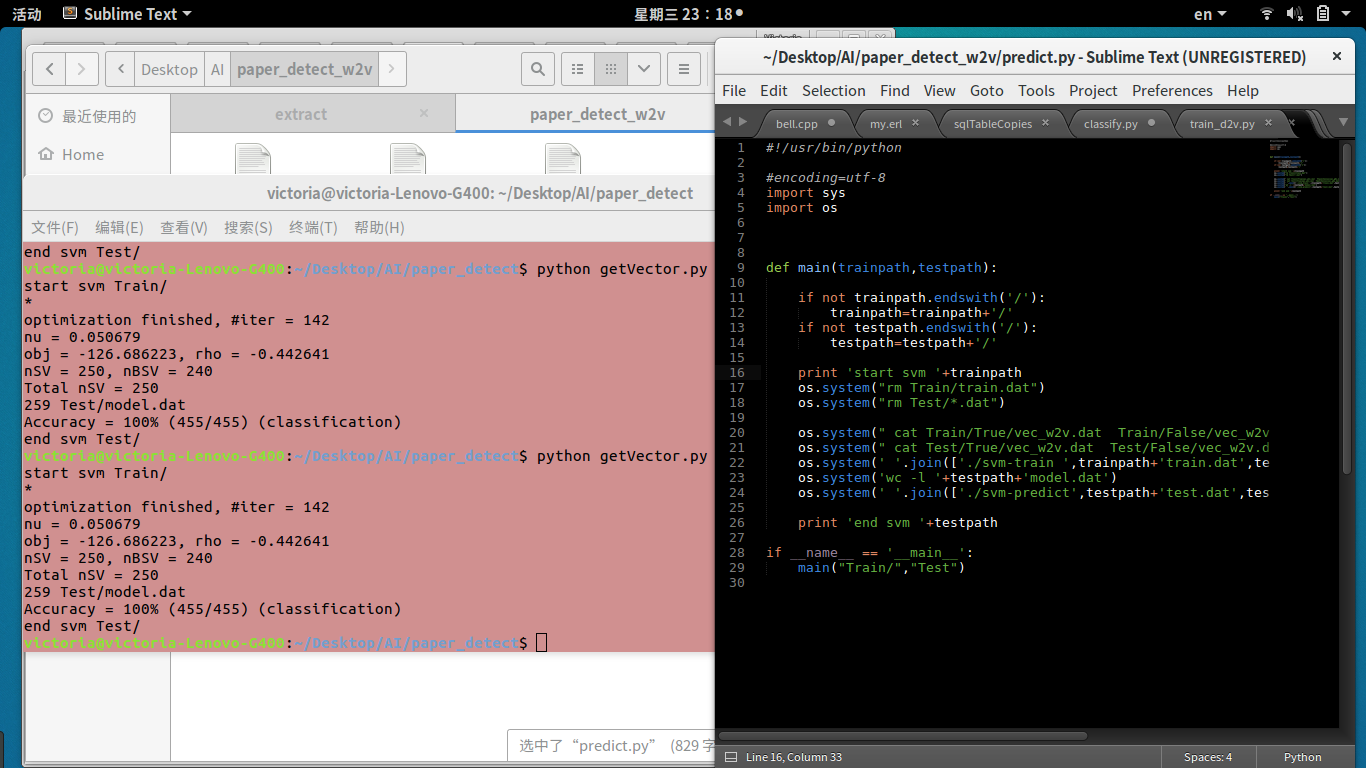 活动 Sublime Text 星期三 23：18 en
Desktop AI paper_detect_w2v
extract paper_detect_w2v
最近使用的
Home
victoria@victoria-Lenovo-G400: ~/Desktop/AI/paper_detect
文件(F) 编辑(E) 查看(V) 搜索(S) 终端(T) 帮助(H)
end svm Test/
victoria@victoria-Lenovo-G400:~/Desktop/AI/paper_detect$ python getVector.py
start svm Train/
*
optimization finished, #iter = 142
nu = 0.050679
obj = -126.686223, rho = -0.442641
nSV = 250, nBSV = 240
Total nSV = 250
259 Test/model.dat
Accuracy = 100% (455/455) (classification)
end svm Test/
victoria@victoria-Lenovo-G400:~/Desktop/AI/paper_detect$ python getVector.py
start svm Train/
*
optimization finished, #iter = 142
nu = 0.050679
obj = -126.686223, rho = -0.442641
nSV = 250, nBSV = 240
Total nSV = 250
259 Test/model.dat
Accuracy = 100% (455/455) (classification)
end svm Test/
victoria@victoria-Lenovo-G400:~/Desktop/AI/paper_detect$
选中了“predict.py” (829 字
~/Desktop/AI/paper_detect_w2v/predict.py - Sublime Text (UNREGISTERED)
File Edit Selection Find View Goto Tools Project Preferences Help
bell.cpp my.erl sqlTableCopies classify.py train_d2v.py
1 #!/usr/bin/python
2
3 #encoding=utf-8
4 import sys
5 import os
6
7
8
9 def main(trainpath,testpath):
10
11 if not trainpath.endswith('/'):
12 trainpath=trainpath+'/'
13 if not testpath.endswith('/'):
14 testpath=testpath+'/'
15
16 print 'start svm '+trainpath
17 os.system("rm Train/train.dat")
18 os.system("rm Test/*.dat")
19
20 os.system(" cat Train/True/vec_w2v.dat  Train/False/vec_w2v
21 os.system(" cat Test/True/vec_w2v.dat  Test/False/vec_w2v.d
22 os.system(' '.join(['./svm-train ',trainpath+'train.dat',te
23 os.system('wc -l '+testpath+'model.dat')
24 os.system(' '.join(['./svm-predict',testpath+'test.dat',tes
25
26 print 'end svm '+testpath
27
28 if __name__ == '__main__':
29 main("Train/","Test")
30
Line 16, Column 33 Spaces: 4 Python